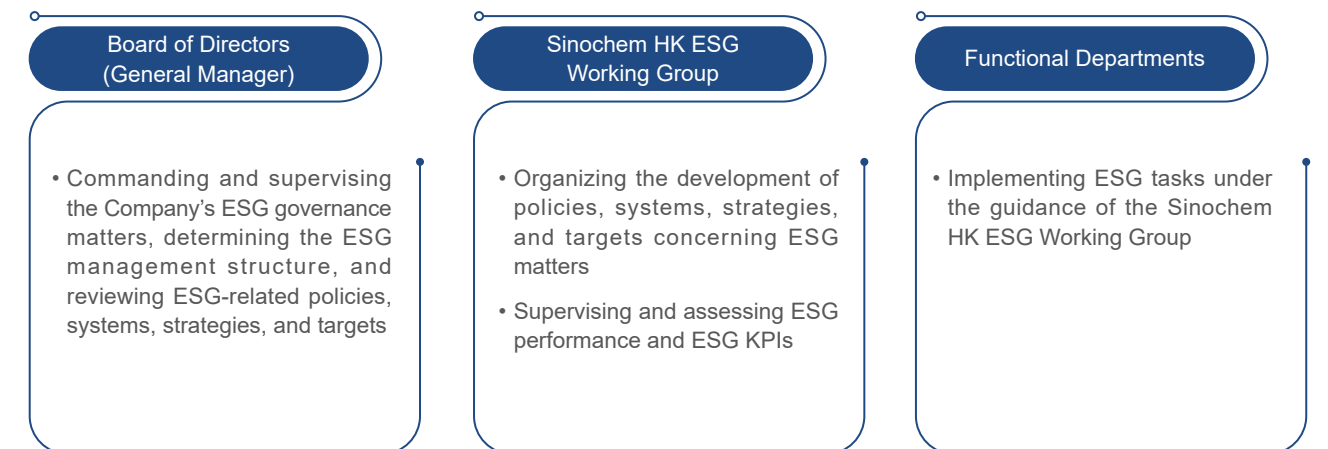 Board of Directors
(General Manager)
• Commanding and supervising
the Company’s ESG governance
matters, determining the ESG
management structure, and
reviewing ESG-related policies,
systems, strategies, and targets
Sinochem HK ESG
Working Group
• Organizing the development of
policies, systems, strategies,
and targets concerning ESG
matters
• Supervising and assessing ESG
performance and ESG KPIs
Functional Departments
• Implementing ESG tasks under
the guidance of the Sinochem
HK ESG Working Group